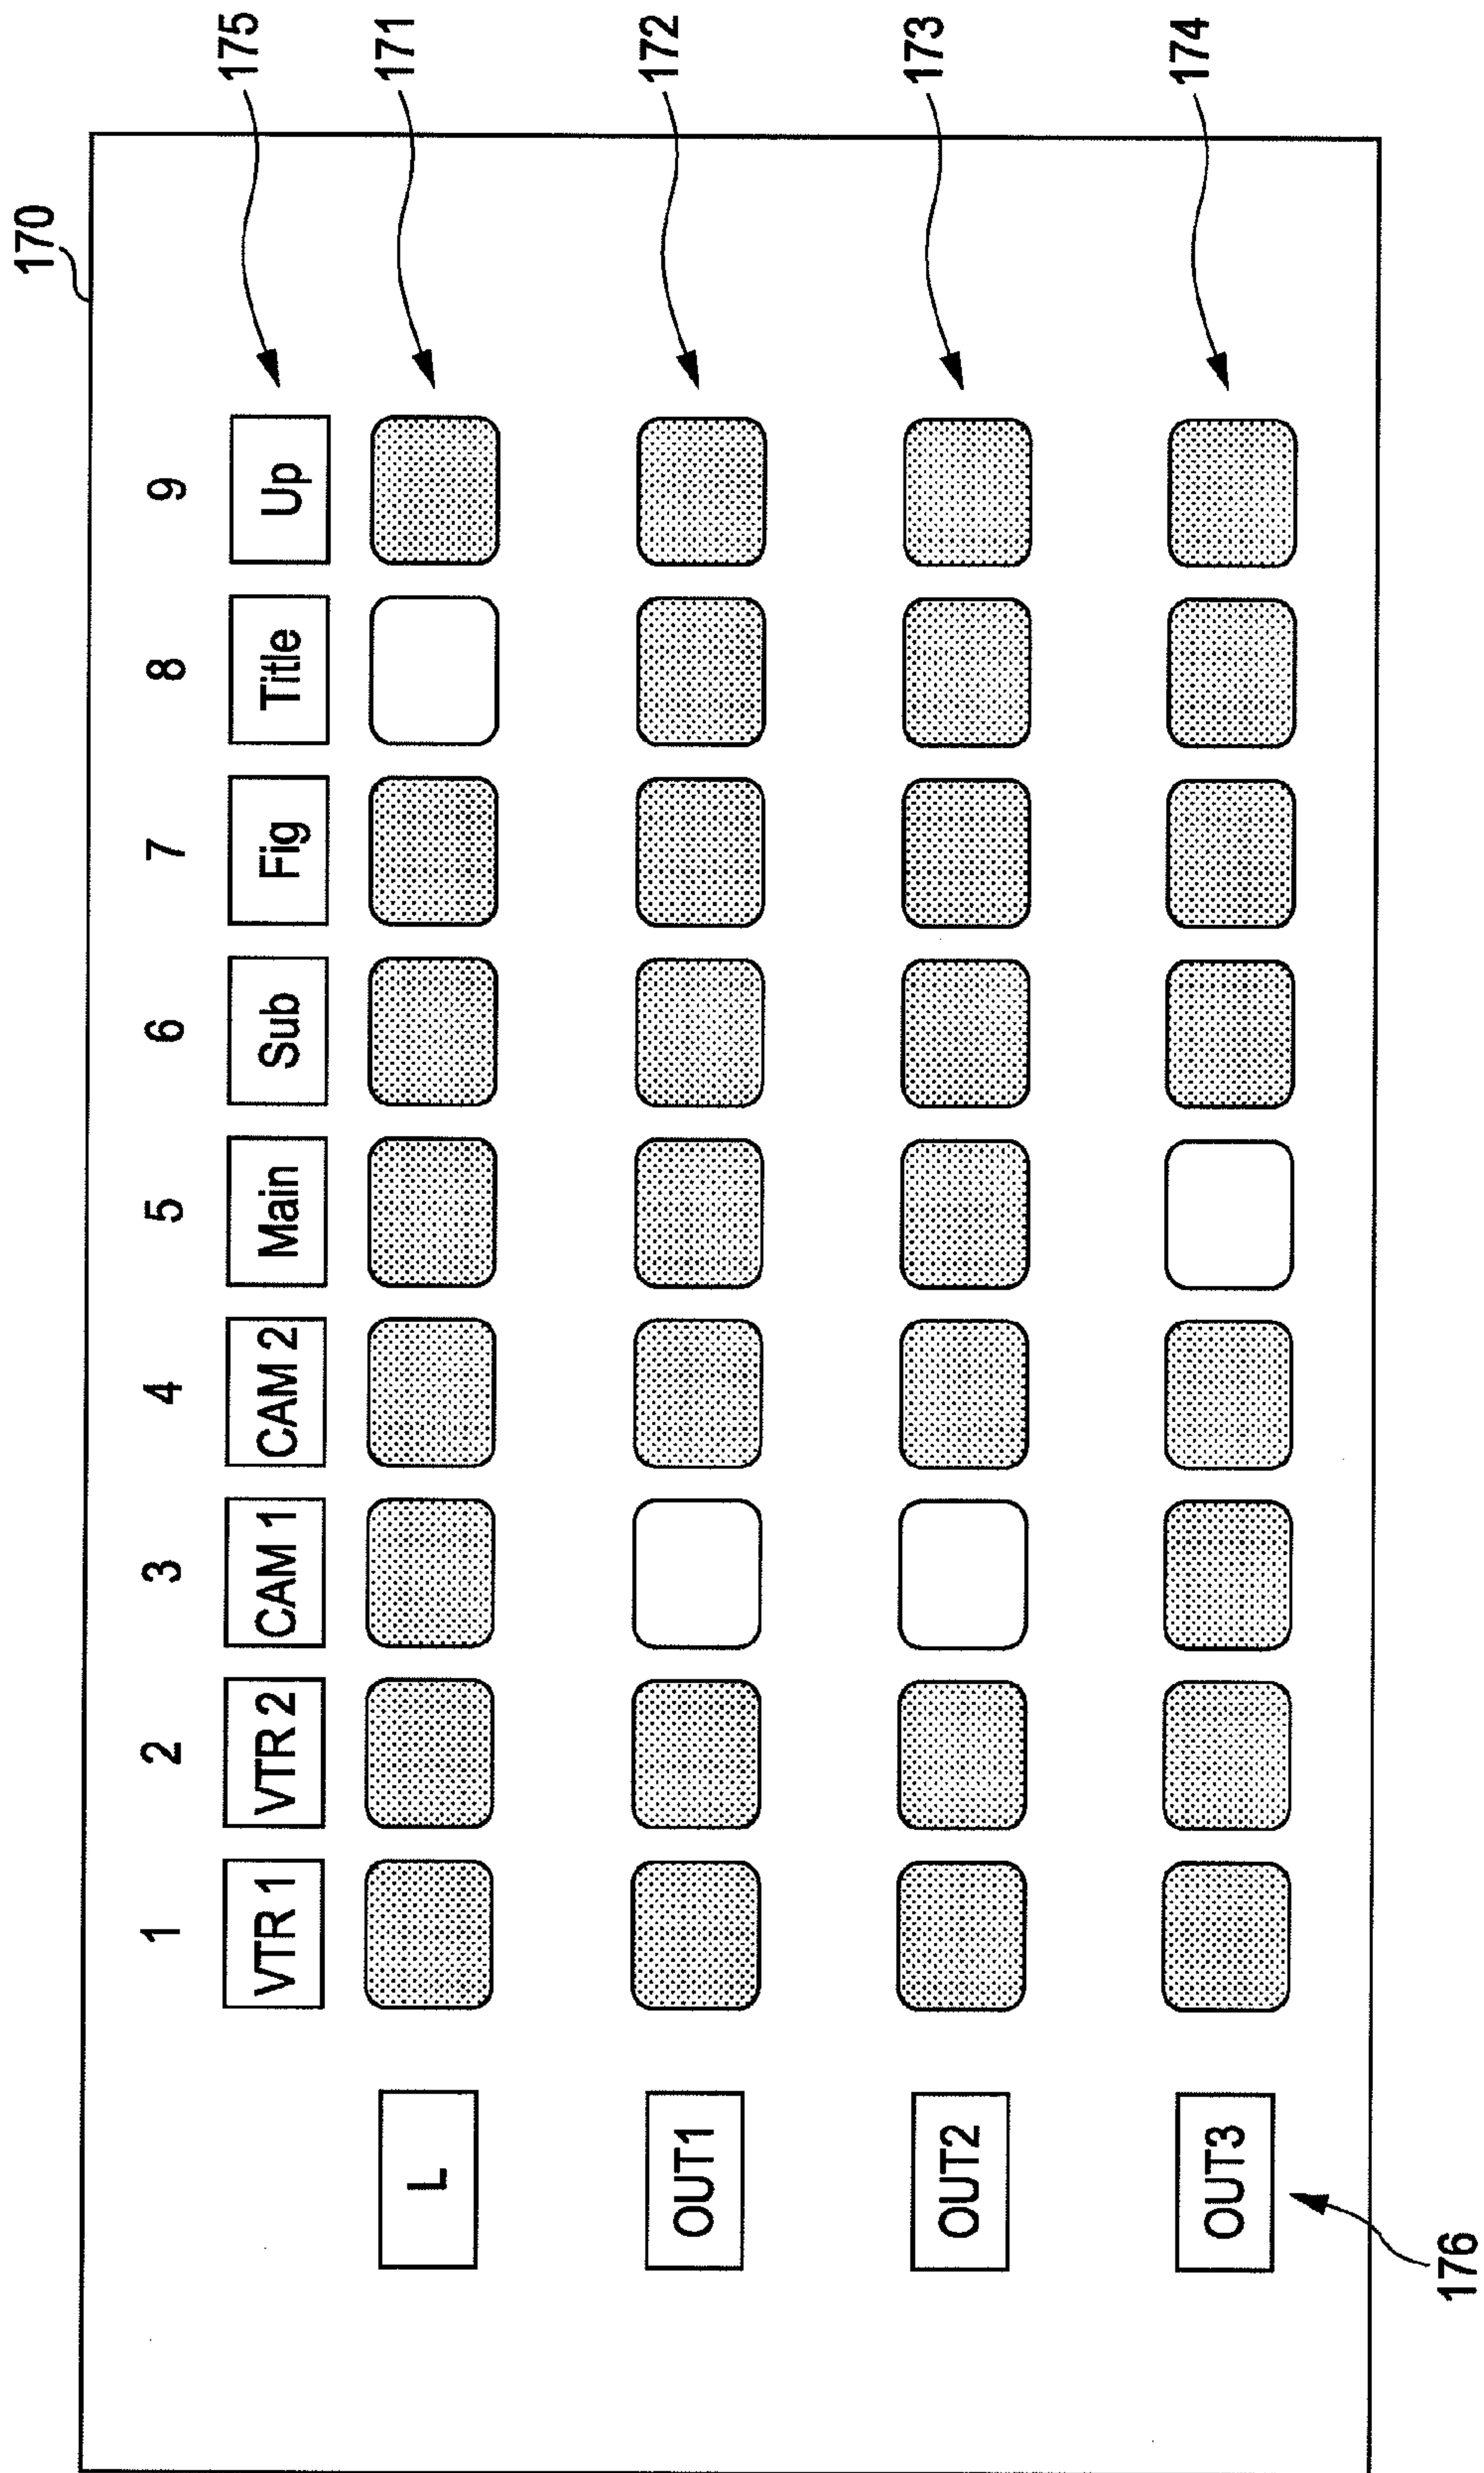 170
1 2 3 4 5 6 7 8 9
VTR 1 VTR 2 CAM 1 CAM 2 Main Sub Fig Title Up 175
L 171
OUT1 172
OUT2 173
OUT3 174
176